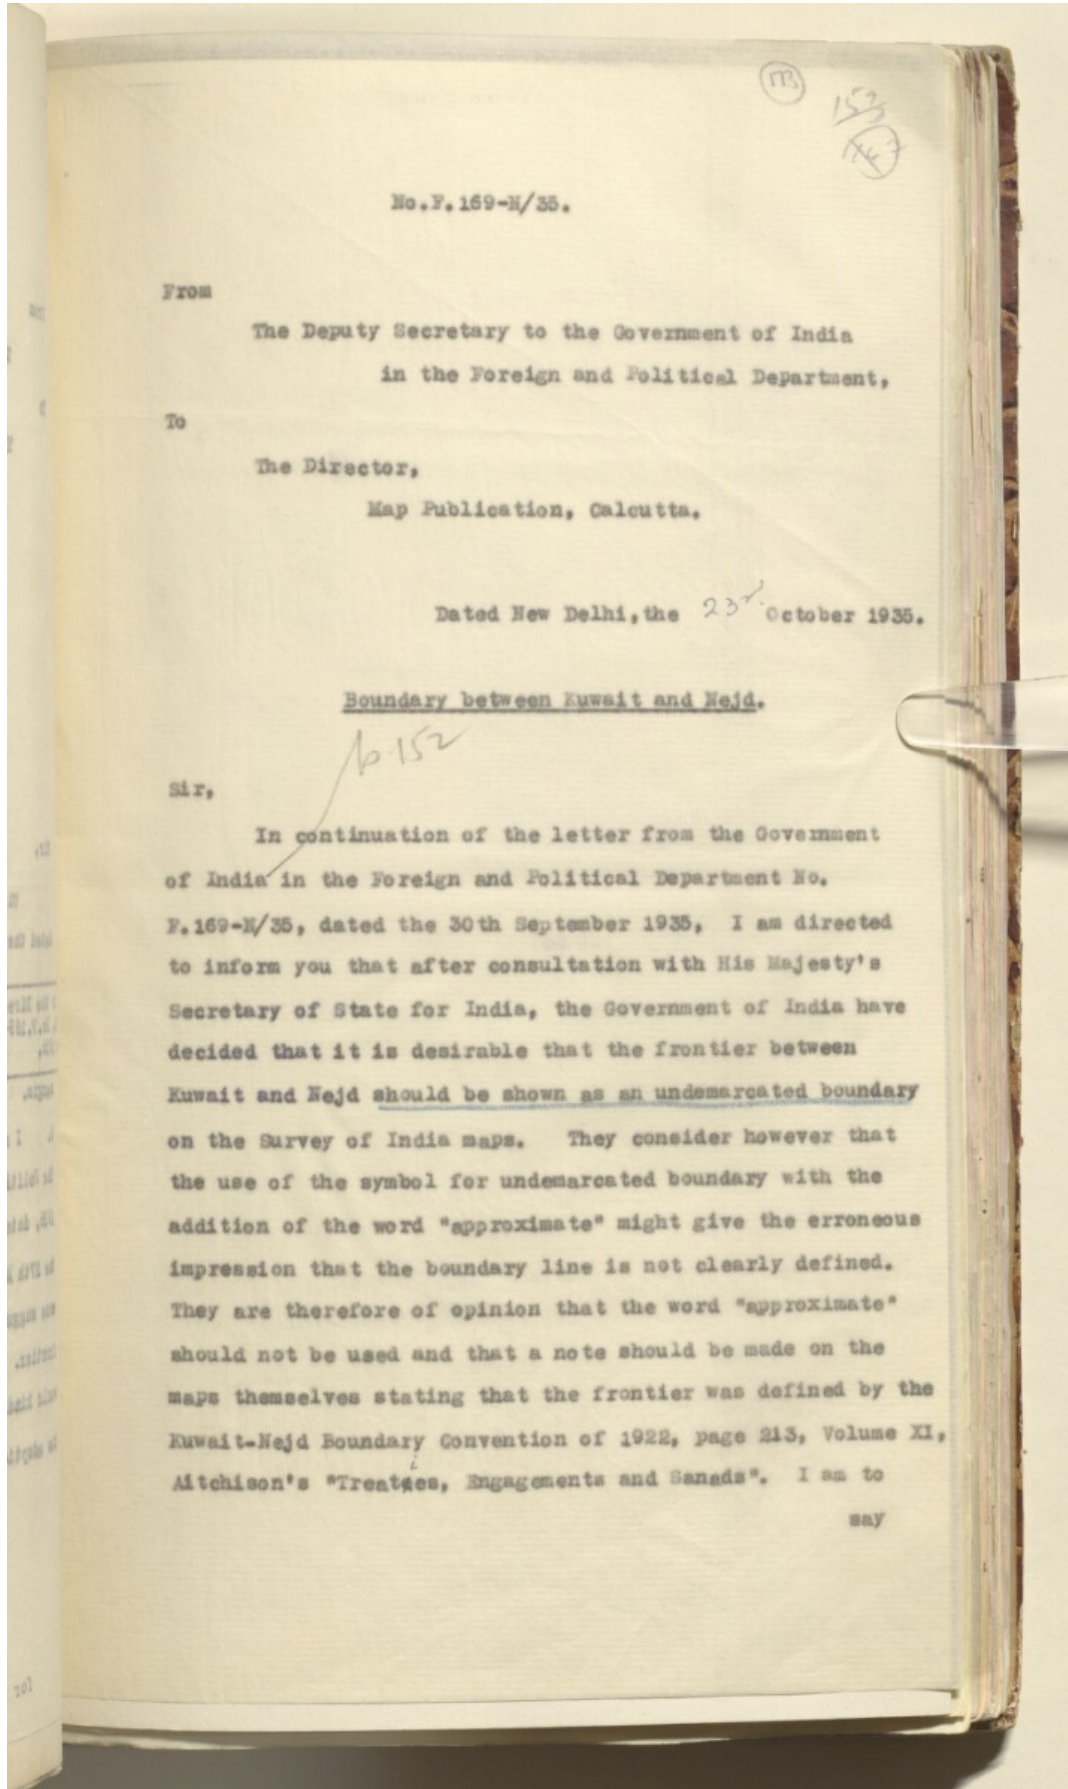 173
153
No.F.169-N/35.
From
The Deputy Secretary to the Government of India
in the Foreign and Political Department,
To
The Director,
Map Publication, Calcutta.
Dated New Delhi, the 23rd. October 1935.
Boundary between Kuwait and Nejd.
p.152
Sir,
In continuation of the letter from the Government
of India in the Foreign and Political Department No.
F.169-N/35, dated the 30th September 1935, I am directed
to inform you that after consultation with His Majesty's
Secretary of State for India, the Government of India have
decided that it is desirable that the frontier between
Kuwait and Nejd should be shown as an undemarcated boundary
on the Survey of India maps. They consider however that
the use of the symbol for undemarcated boundary with the
addition of the word "approximate" might give the erroneous
impression that the boundary line is not clearly defined.
They are therefore of opinion that the word "approximate"
should not be used and that a note should be made on the
maps themselves stating that the frontier was defined by the
Kuwait-Nejd Boundary Convention of 1922, page 213, Volume XI,
Aitchison's "Treaties, Engagements and Sanads". I am to
say